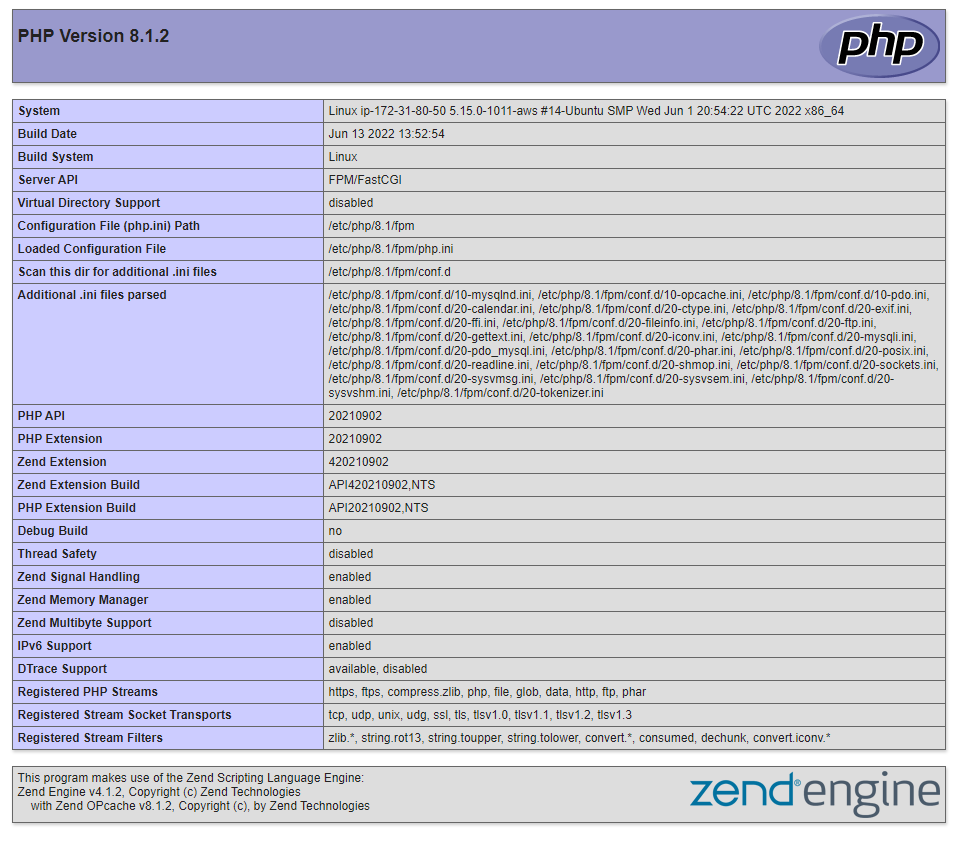 PHP Version 8.1.2
php
System Linux ip-172-31-80-50 5.15.0-1011-aws #14-Ubuntu SMP Wed Jun 1 20:54:22 UTC 2022 x86_64
Build Date Jun 13 2022 13:52:54
Build System Linux
Server API FPM/FastCGI
Virtual Directory Support disabled
Configuration File (php.ini) Path /etc/php/8.1/fpm
Loaded Configuration File /etc/php/8.1/fpm/php.ini
Scan this dir for additional .ini files /etc/php/8.1/fpm/conf.d
Additional .ini files parsed /etc/php/8.1/fpm/conf.d/10-mysqlnd.ini, /etc/php/8.1/fpm/conf.d/10-opcache.ini, /etc/php/8.1/fpm/conf.d/10-pdo.ini,
/etc/php/8.1/fpm/conf.d/20-calendar.ini, /etc/php/8.1/fpm/conf.d/20-ctype.ini, /etc/php/8.1/fpm/conf.d/20-exif.ini,
/etc/php/8.1/fpm/conf.d/20-ffi.ini, /etc/php/8.1/fpm/conf.d/20-fileinfo.ini, /etc/php/8.1/fpm/conf.d/20-ftp.ini,
/etc/php/8.1/fpm/conf.d/20-gettext.ini, /etc/php/8.1/fpm/conf.d/20-iconv.ini, /etc/php/8.1/fpm/conf.d/20-mysqli.ini,
/etc/php/8.1/fpm/conf.d/20-pdo_mysql.ini, /etc/php/8.1/fpm/conf.d/20-phar.ini, /etc/php/8.1/fpm/conf.d/20-posix.ini,
/etc/php/8.1/fpm/conf.d/20-readline.ini, /etc/php/8.1/fpm/conf.d/20-shmop.ini, /etc/php/8.1/fpm/conf.d/20-sockets.ini,
/etc/php/8.1/fpm/conf.d/20-sysvmsg.ini, /etc/php/8.1/fpm/conf.d/20-sysvsem.ini, /etc/php/8.1/fpm/conf.d/20-
sysvshm.ini, /etc/php/8.1/fpm/conf.d/20-tokenizer.ini
PHP API 20210902
PHP Extension 20210902
Zend Extension 420210902
Zend Extension Build API420210902,NTS
PHP Extension Build API20210902,NTS
Debug Build no
Thread Safety disabled
Zend Signal Handling enabled
Zend Memory Manager enabled
Zend Multibyte Support disabled
IPv6 Support enabled
DTrace Support available, disabled
Registered PHP Streams https, ftps, compress.zlib, php, file, glob, data, http, ftp, phar
Registered Stream Socket Transports tcp, udp, unix, udg, ssl, tls, tlsv1.0, tlsv1.1, tlsv1.2, tlsv1.3
Registered Stream Filters zlib.*, string.rot13, string.toupper, string.tolower, convert.*, consumed, dechunk, convert.iconv.*
This program makes use of the Zend Scripting Language Engine:
Zend Engine v4.1.2, Copyright (c) Zend Technologies
with Zend OPcache v8.1.2, Copyright (c), by Zend Technologies
zend® engine